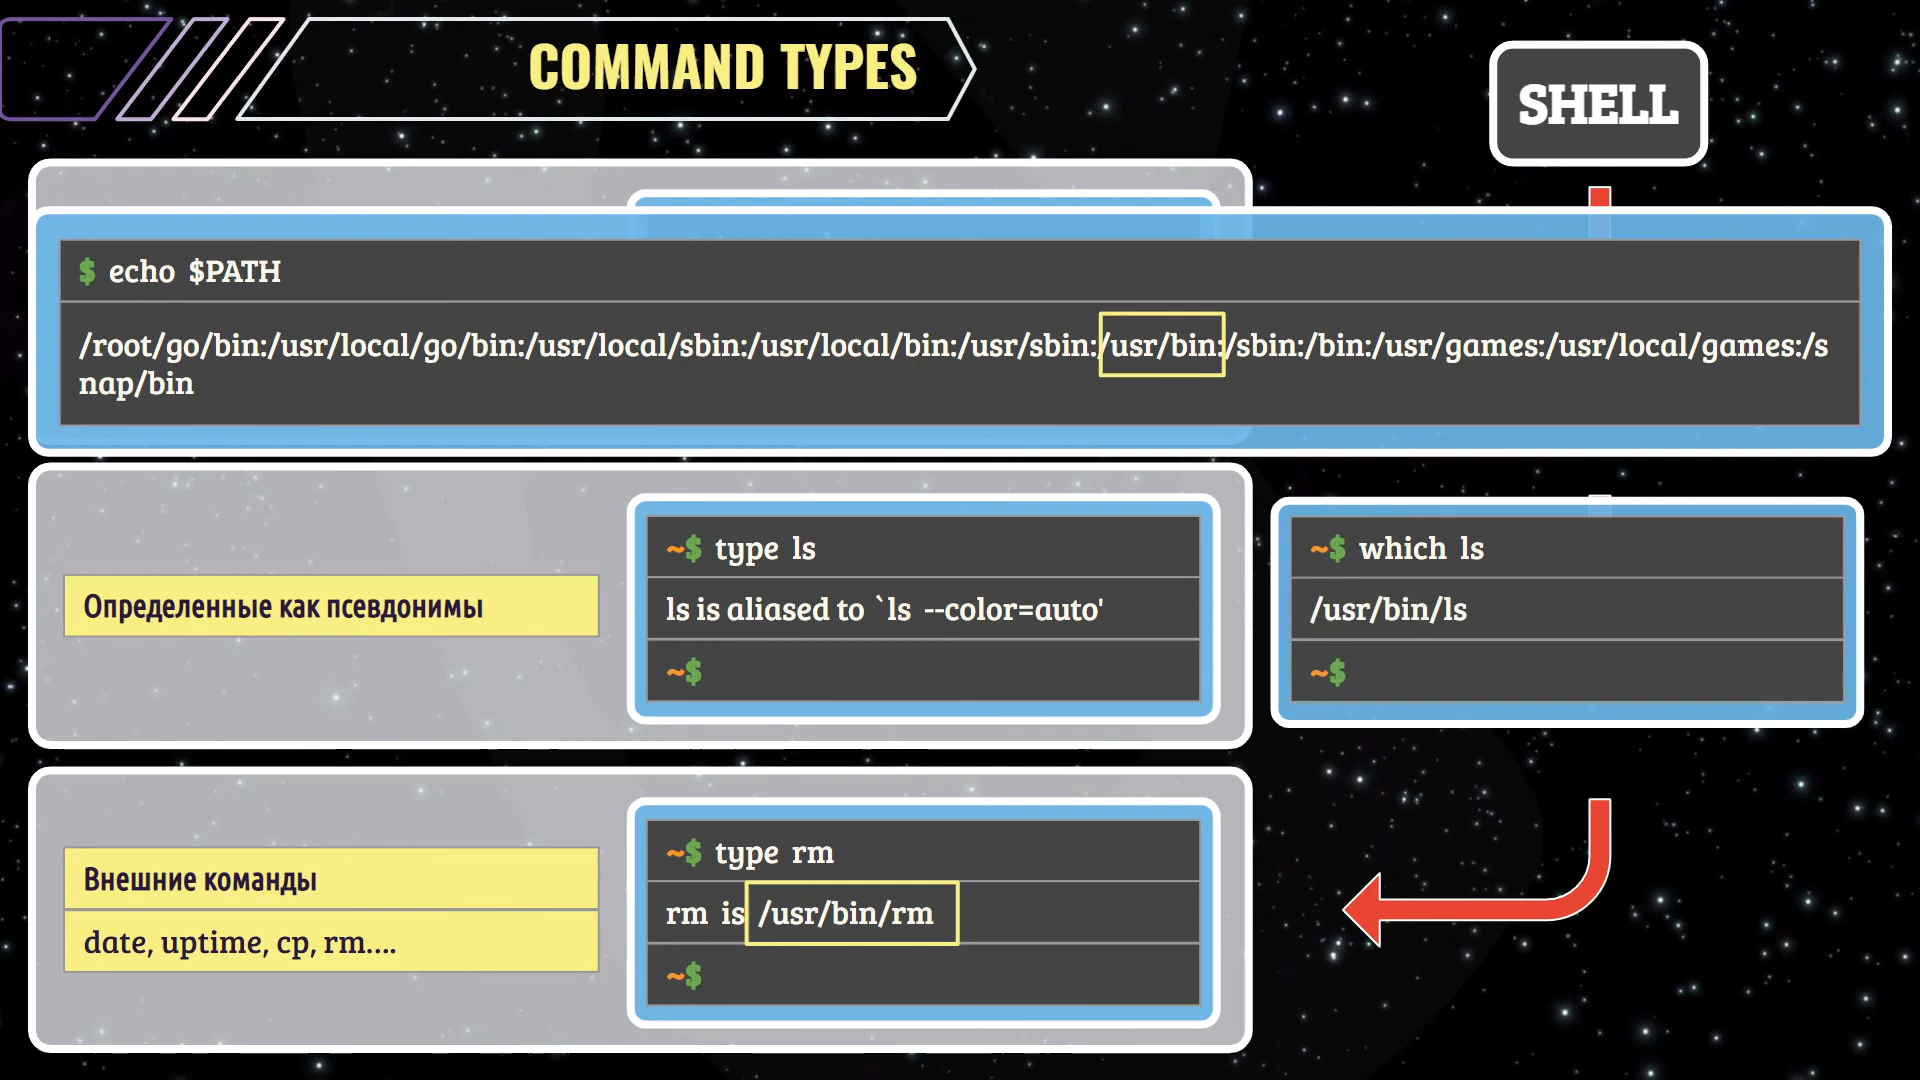 COMMAND TYPES
SHELL
$ echo $PATH
/root/go/bin:/usr/local/go/bin:/usr/local/sbin:/usr/local/bin:/usr/sbin:/usr/bin:/sbin:/bin:/usr/games:/usr/local/games:/s
nap/bin
Определенные как псевдонимы
~$ type ls
ls is aliased to `ls --color=auto'
~$
~$ which ls
/usr/bin/ls
~$
Внешние команды
date, uptime, cp, rm....
~$ type rm
rm is /usr/bin/rm
~$